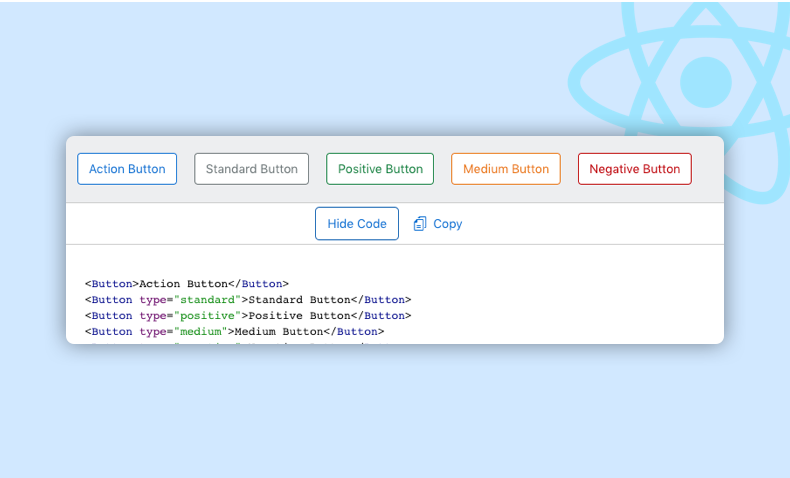 Action Button Standard Button Positive Button Medium Button Negative Button
Hide Code Copy
<Button>Action Button</Button>
<Button type="standard">Standard Button</Button>
<Button type="positive">Positive Button</Button>
<Button type="medium">Medium Button</Button>